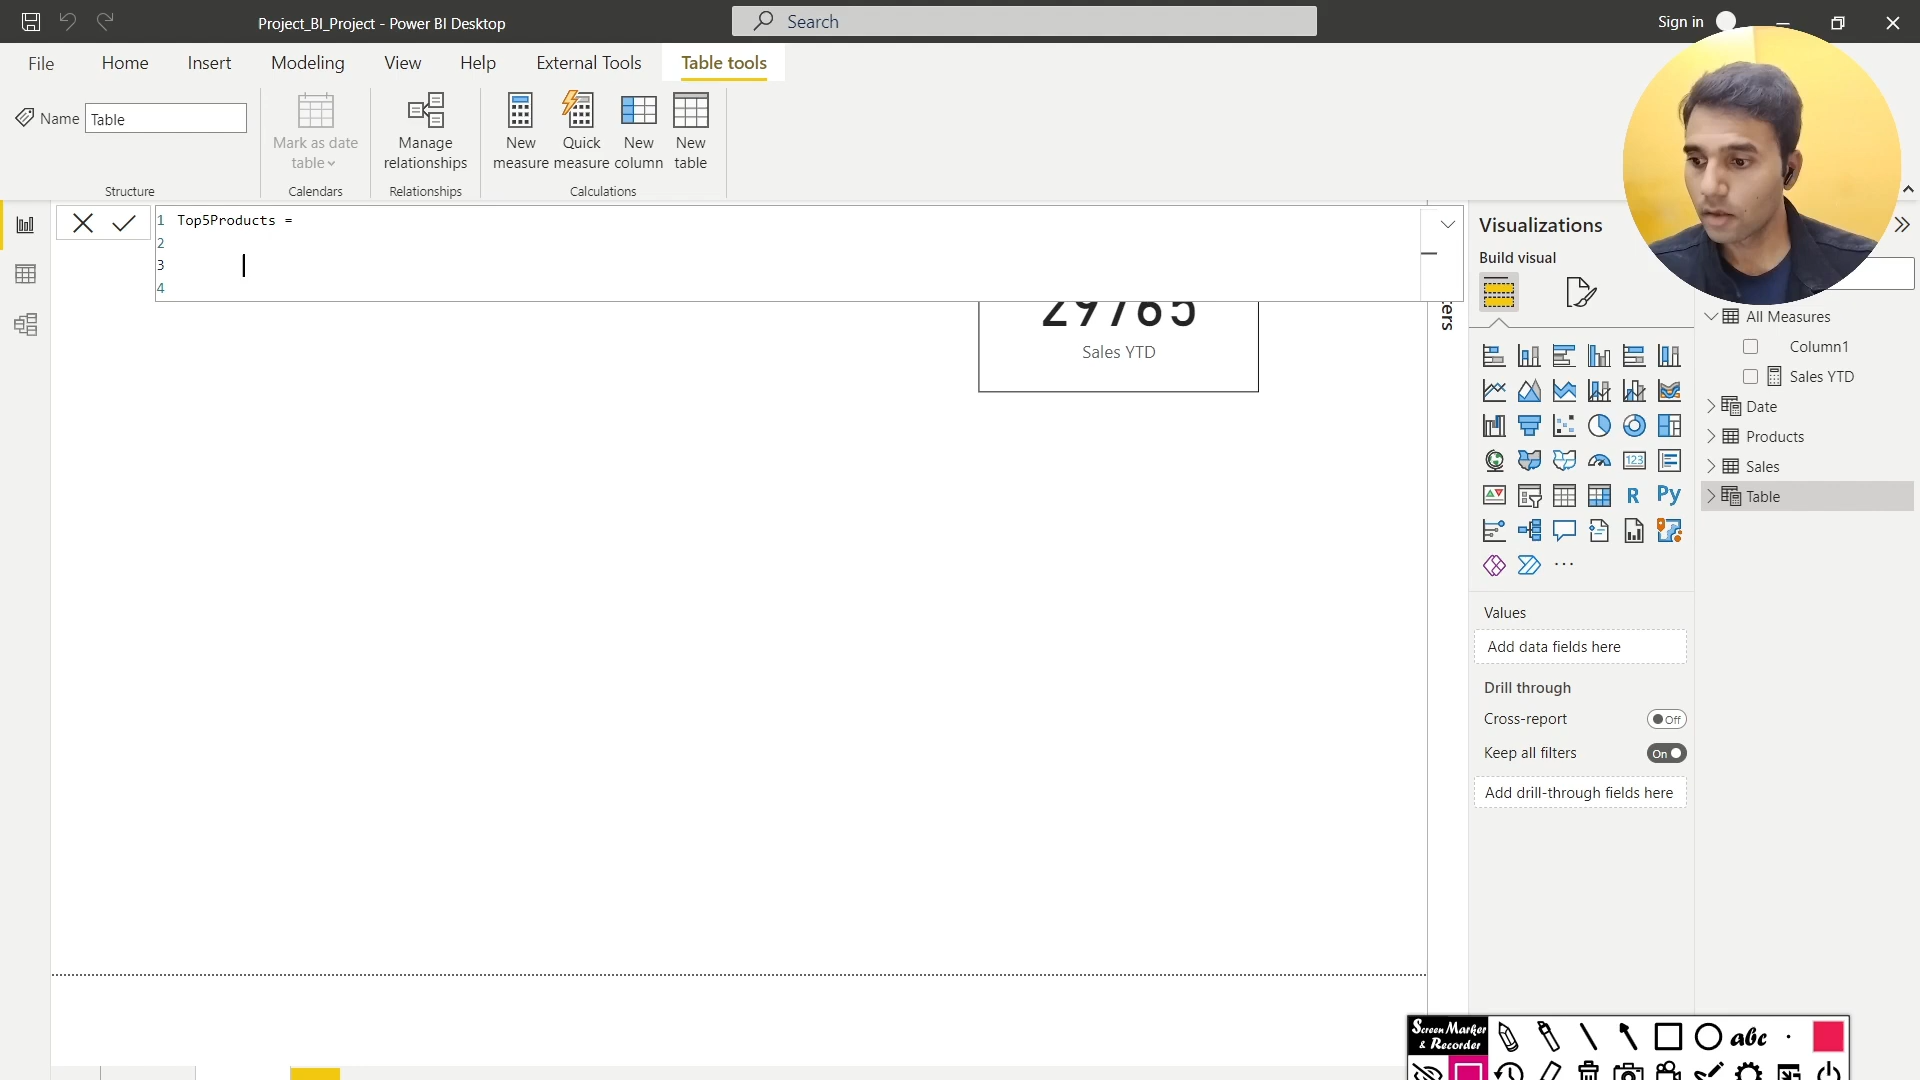 Project_BI_Project - Power BI Desktop
Search
Sign in
File
Home
Insert
Modeling
View
Help
External Tools
Table tools
Name
Table
Mark as date
table
Manage
relationships
New
measure
Quick
measure
New
column
New
table
Structure
Calendars
Relationships
Calculations
1 Top5Products =
2
3
4
29765
Sales YTD
ers
Visualizations
Build visual
123
R
Py
...
Values
Add data fields here
Drill through
Cross-report
Off
Keep all filters
On
Add drill-through fields here
All Measures
Column1
Sales YTD
Date
Products
Sales
Table
Screen Marker
& Recorder
abc